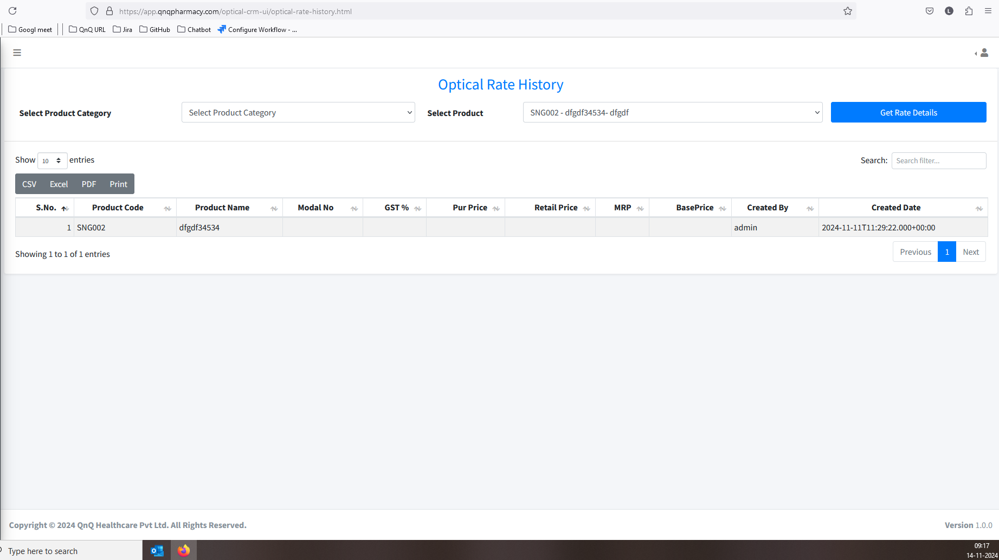 https://app.qnqpharmacy.com/optical-crm-ui/optical-rate-history.html
L
Googl meet QnQ URL Jira GitHub Chatbot Configure Workflow - ...
Optical Rate History
Select Product Category Select Product Category Select Product SNG002 - dfgdf34534- dfgdf Get Rate Details
Show 10 entries Search: Search filter...
CSV Excel PDF Print
S.No. Product Code Product Name Modal No GST % Pur Price Retail Price MRP BasePrice Created By Created Date
1 SNG002 dfgdf34534 admin 2024-11-11T11:29:22.000+00:00
Showing 1 to 1 of 1 entries Previous 1 Next
Copyright © 2024 QnQ Healthcare Pvt Ltd. All Rights Reserved. Version 1.0.0
Type here to search
09:17
14-11-2024